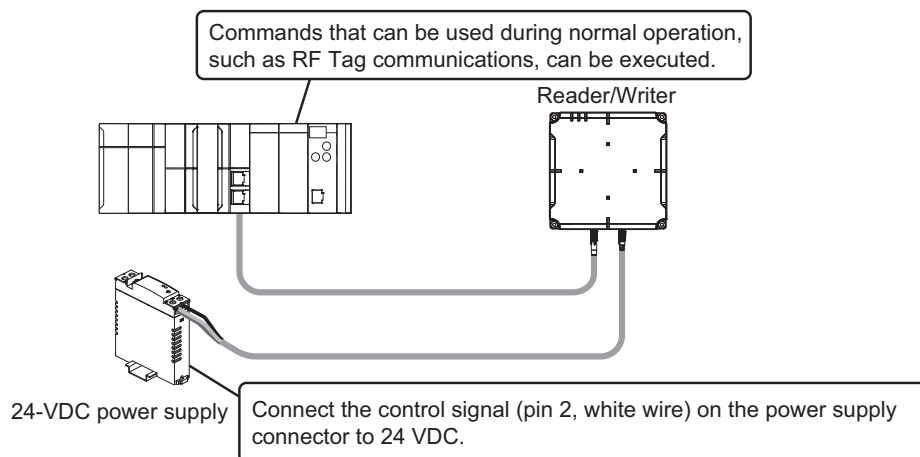 Commands that can be used during normal operation,
such as RF Tag communications, can be executed.
Reader/Writer
24-VDC power supply
Connect the control signal (pin 2, white wire) on the power supply
connector to 24 VDC.